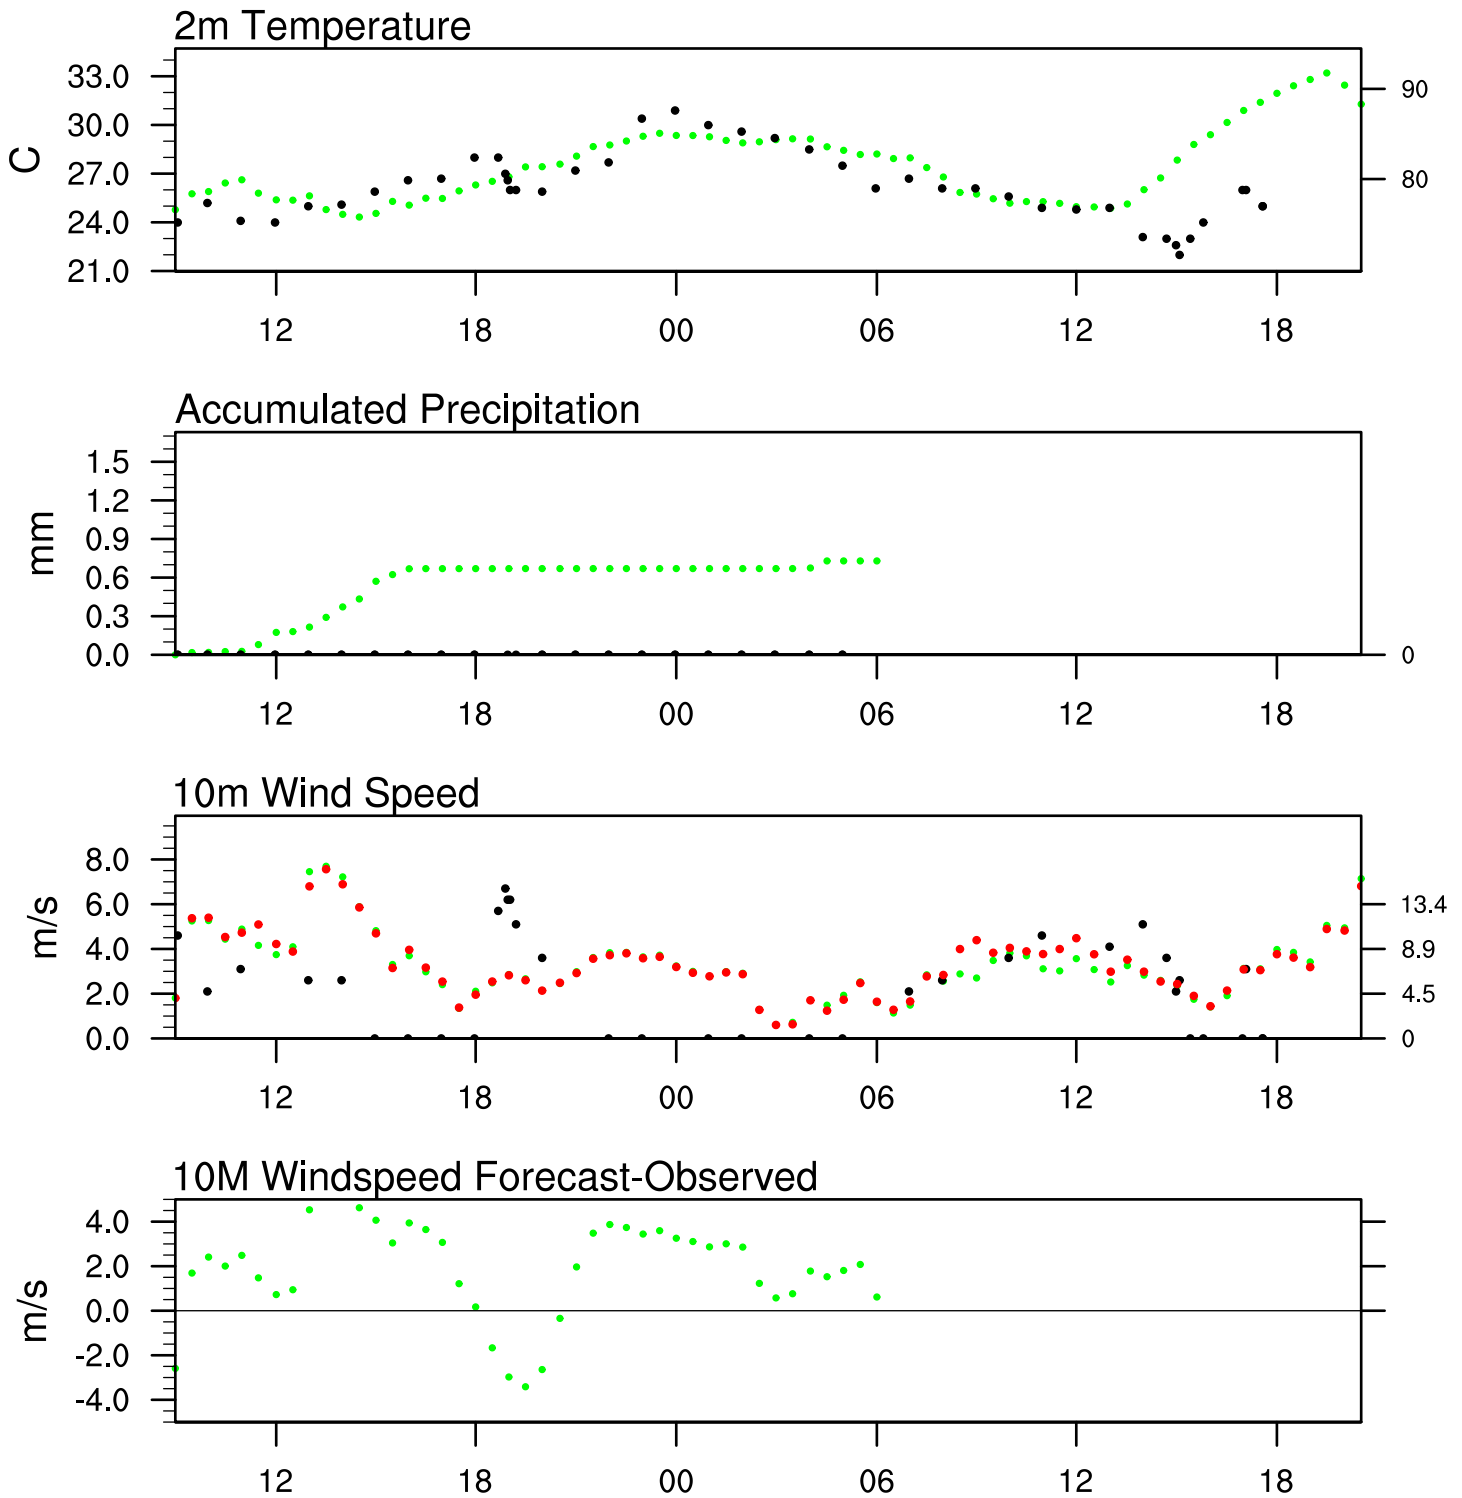 2m Temperature
33.0
30.0
27.0
24.0
21.0
C
90
80
12 18 00 06 12 18
Accumulated Precipitation
1.5
1.2
0.9
0.6
0.3
0.0
mm
0
12 18 00 06 12 18
10m Wind Speed
8.0
6.0
4.0
2.0
0.0
m/s
13.4
8.9
4.5
0
12 18 00 06 12 18
10M Windspeed Forecast-Observed
4.0
2.0
0.0
-2.0
-4.0
m/s
12 18 00 06 12 18